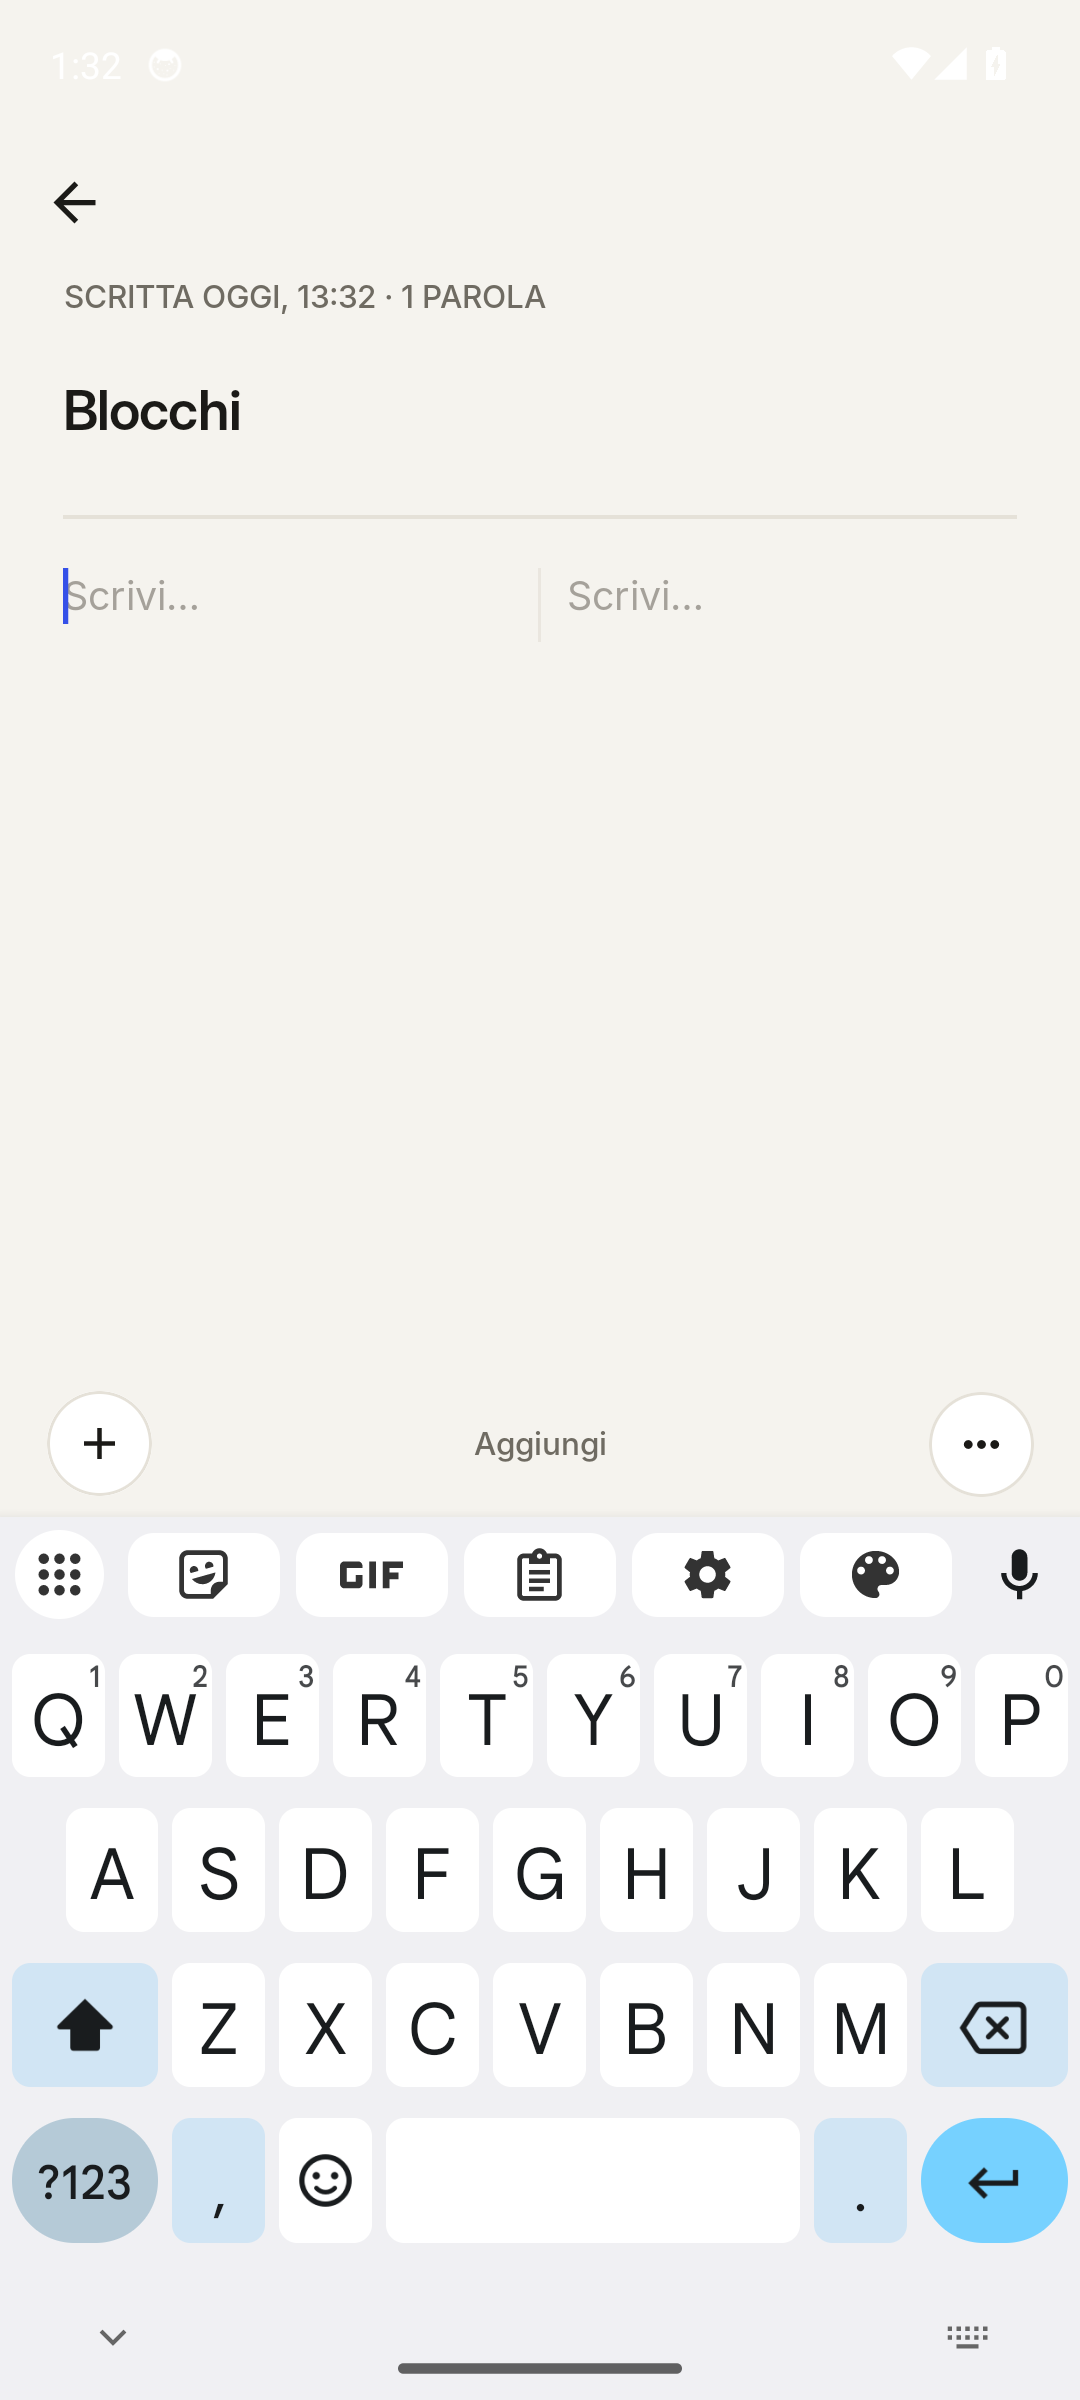 1:32
SCRITTA OGGI, 13:32 · 1 PAROLA
Blocchi
Scrivi... Scrivi...
Aggiungi
GIF
Q 1 W 2 E 3 R 4 T 5 Y 6 U 7 I 8 O 9 P 0
A S D F G H J K L
Z X C V B N M
?123 , .